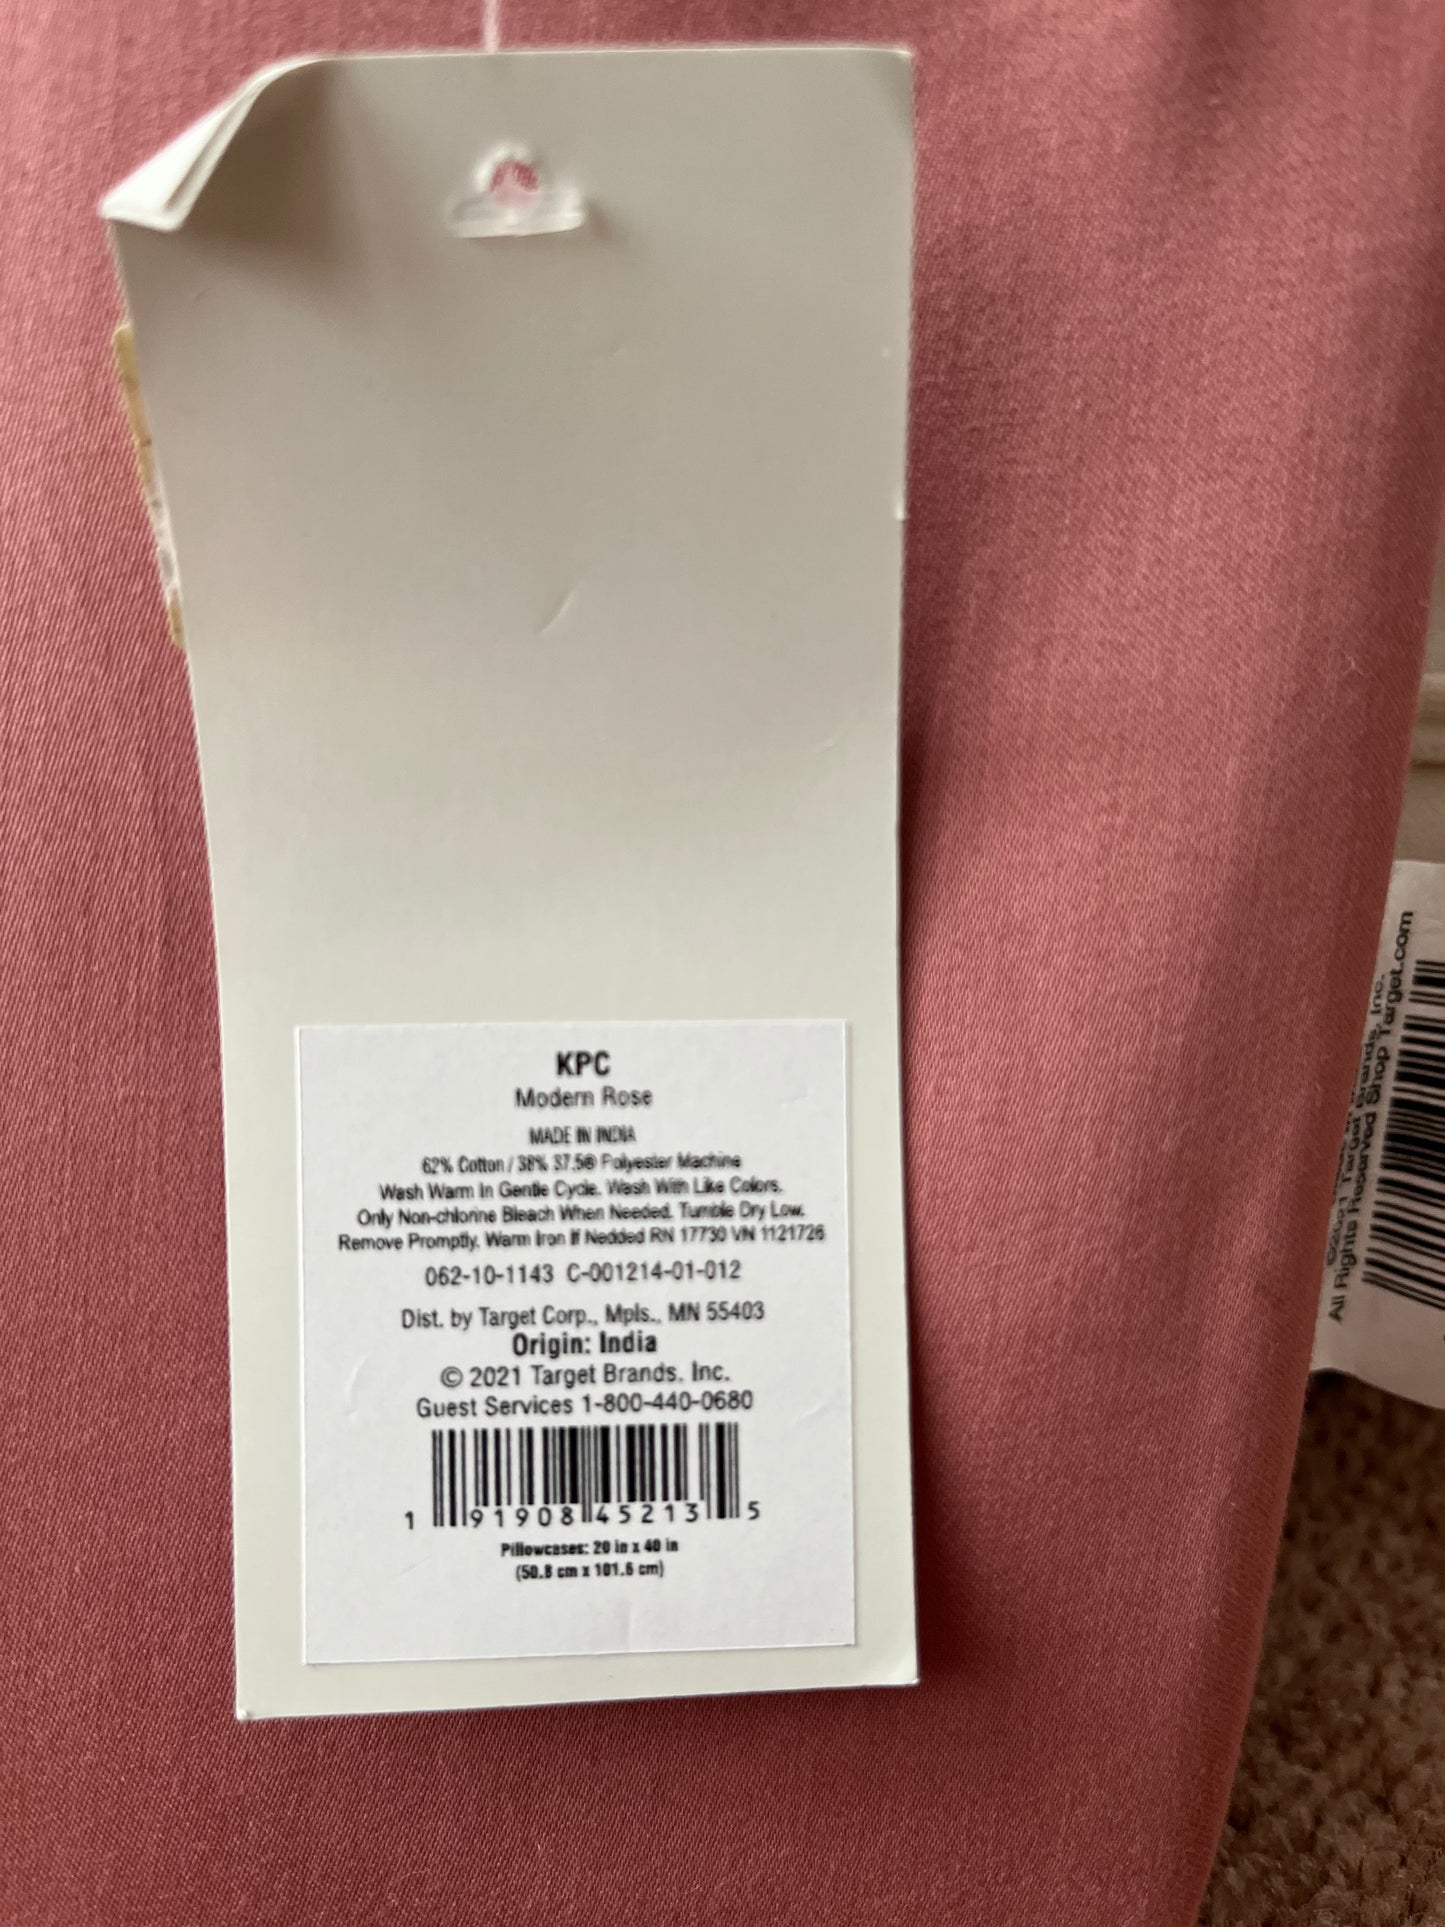 KPC
Modern Rose
MADE IN INDIA
62% Cotton / 38% 37.5® Polyester Machine
Wash Warm In Gentle Cycle. Wash With Like Colors.
Only Non-chlorine Bleach When Needed. Tumble Dry Low.
Remove Promptly. Warm Iron If Nedded RN 17730 VN 1121726
062-10-1143 C-001214-01-012
Dist. by Target Corp., Mpls., MN 55403
Origin: India
© 2021 Target Brands, Inc.
Guest Services 1-800-440-0680
1 91908 45213 5
Pillowcases: 20 in x 40 in
(50.8 cm x 101.6 cm)
©2021 Target Brands, Inc.
All Rights Reserved Shop Target.com